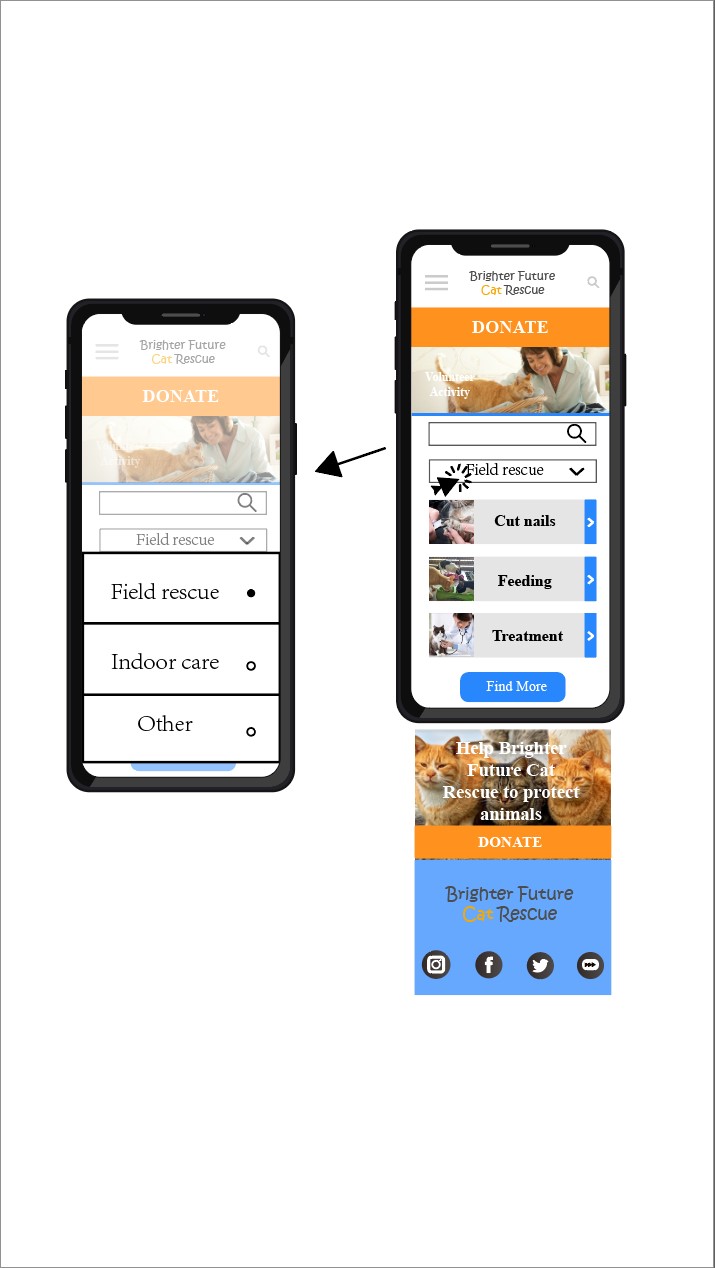 Brighter Future
Cat Rescue
DONATE
Volunteer
Activity
Field rescue
Field rescue
Indoor care
Other
Brighter Future
Cat Rescue
DONATE
Volunteer
Activity
Field rescue
Cut nails
Feeding
Treatment
Find More
Help Brighter
Future Cat
Rescue to protect
animals
DONATE
Brighter Future
Cat Rescue